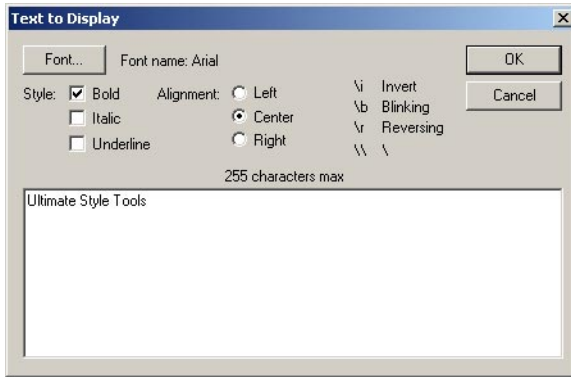 Text to Display
Font... Font name: Arial OK
Style: Bold Alignment: Left \i Invert Cancel
Italic Center \b Blinking
Underline Right \r Reversing
\\ \
255 characters max
Ultimate Style Tools